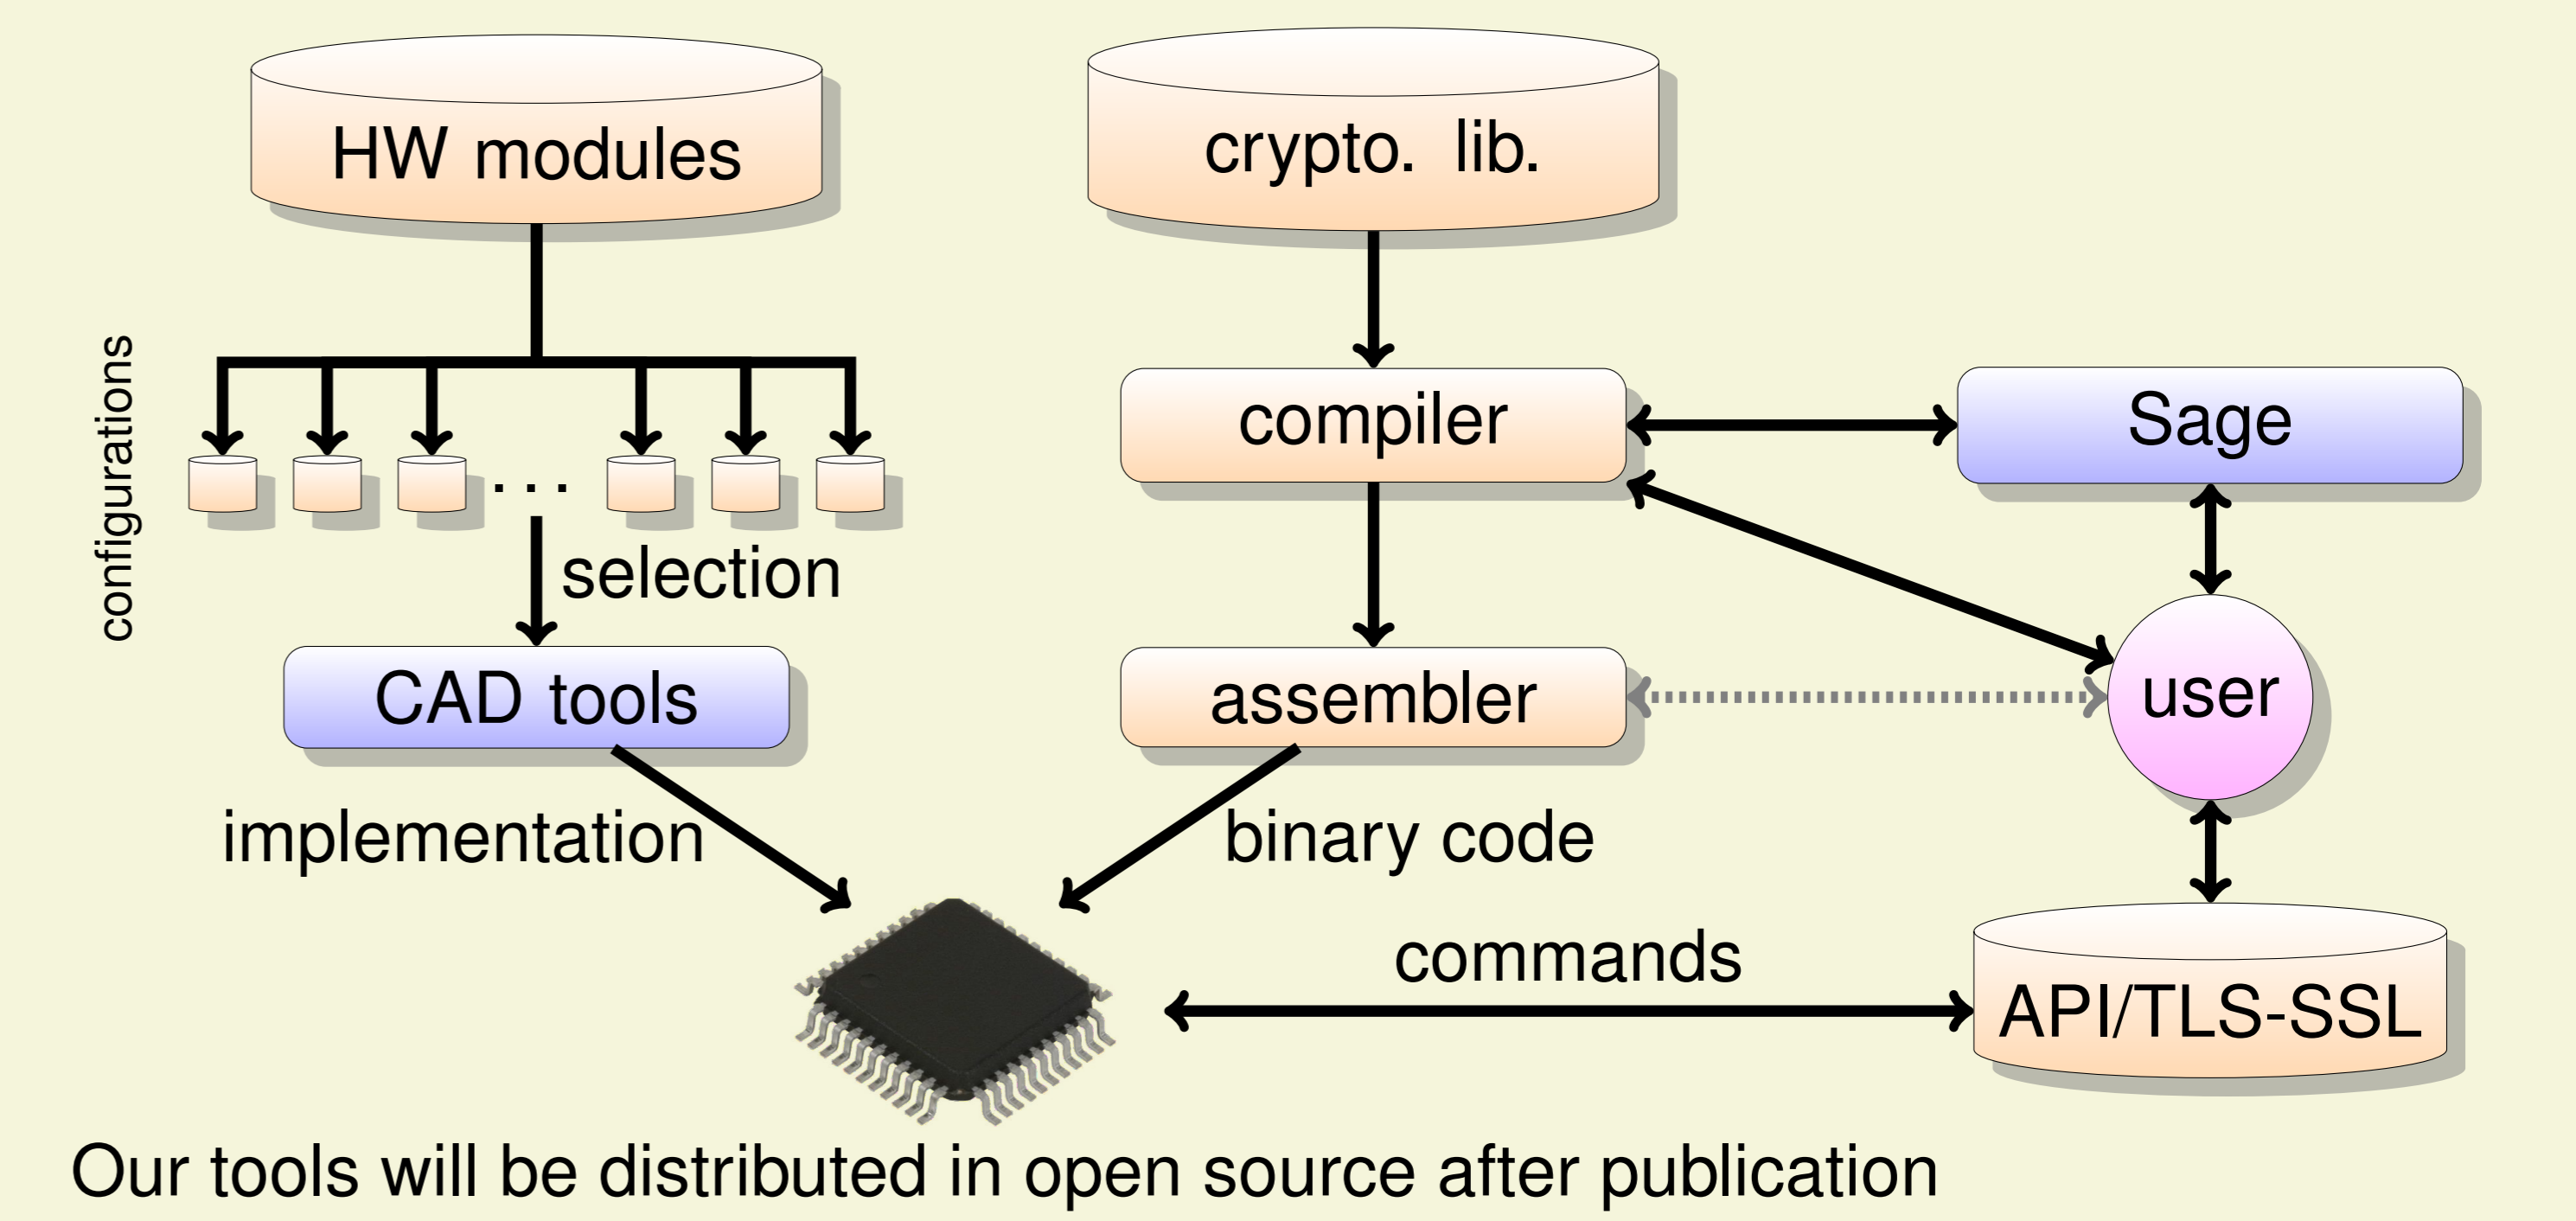 HW modules
crypto. lib.
configurations
compiler
Sage
...
selection
CAD tools
assembler
user
implementation
binary code
commands
API/TLS-SSL
Our tools will be distributed in open source after publication